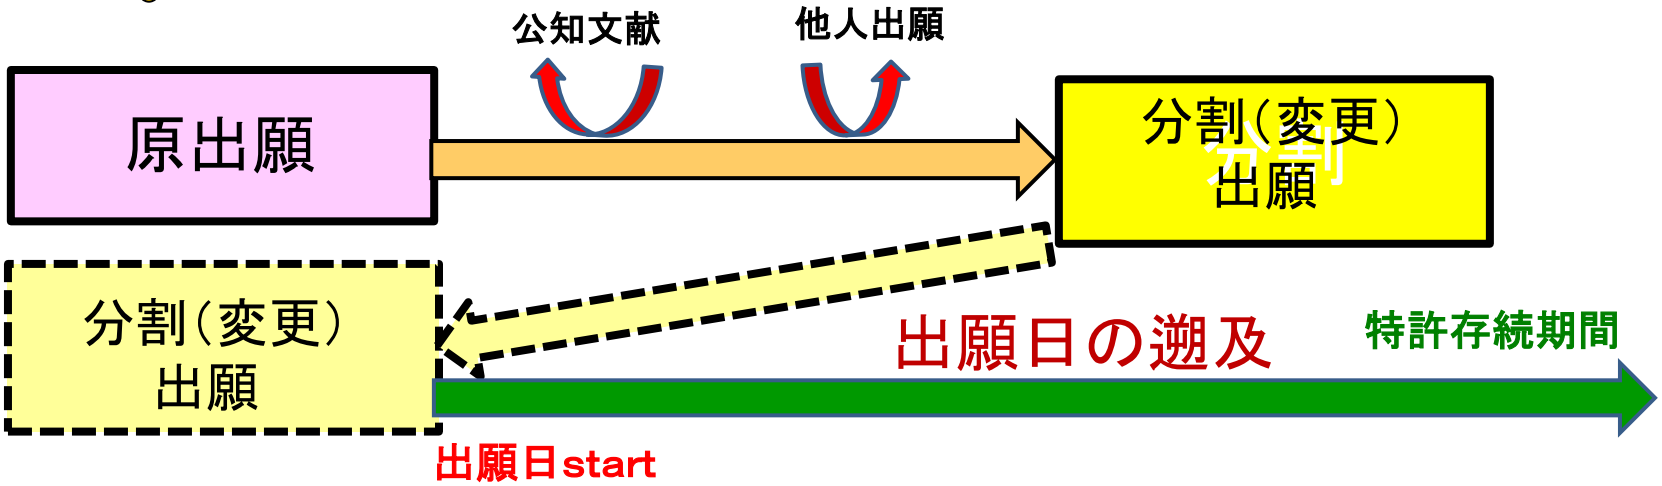 公知文献
他人出願
原出願
分割（変更）
出願
分割
分割（変更）
出願
出願日の遡及
特許存続期間
出願日start